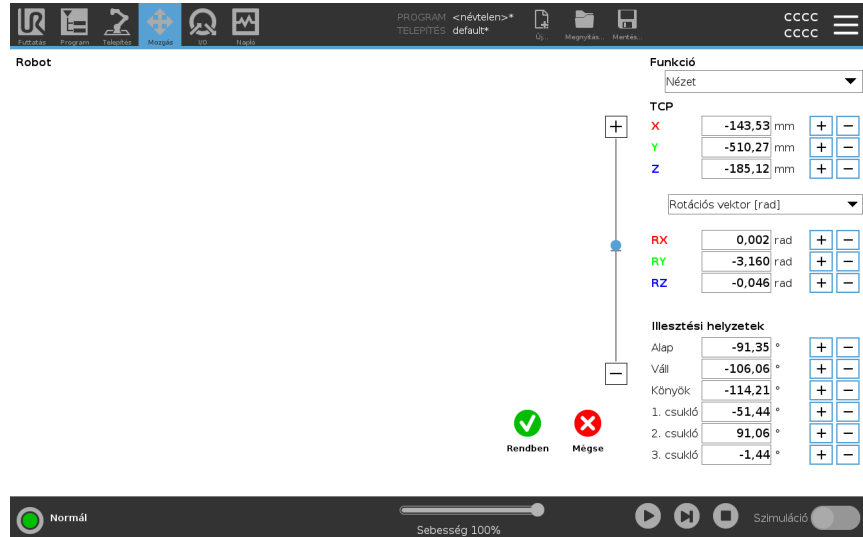 UR
Futtatás Program Telepítés Mozgás I/O Napló
PROGRAM <névtelen>*
TELEPÍTÉS default*
Új... Megnyitás... Mentés...
cccc
cccc
Robot
Funkció
Nézet
TCP
X -143,53 mm + −
Y -510,27 mm + −
Z -185,12 mm + −
Rotációs vektor [rad]
RX 0,002 rad + −
RY -3,160 rad + −
RZ -0,046 rad + −
Illesztési helyzetek
Alap -91,35 ° + −
Váll -106,06 ° + −
Könyök -114,21 ° + −
1. csukló -51,44 ° + −
2. csukló 91,06 ° + −
3. csukló -1,44 ° + −
Rendben Mégse
Normál
Sebesség 100%
Szimuláció